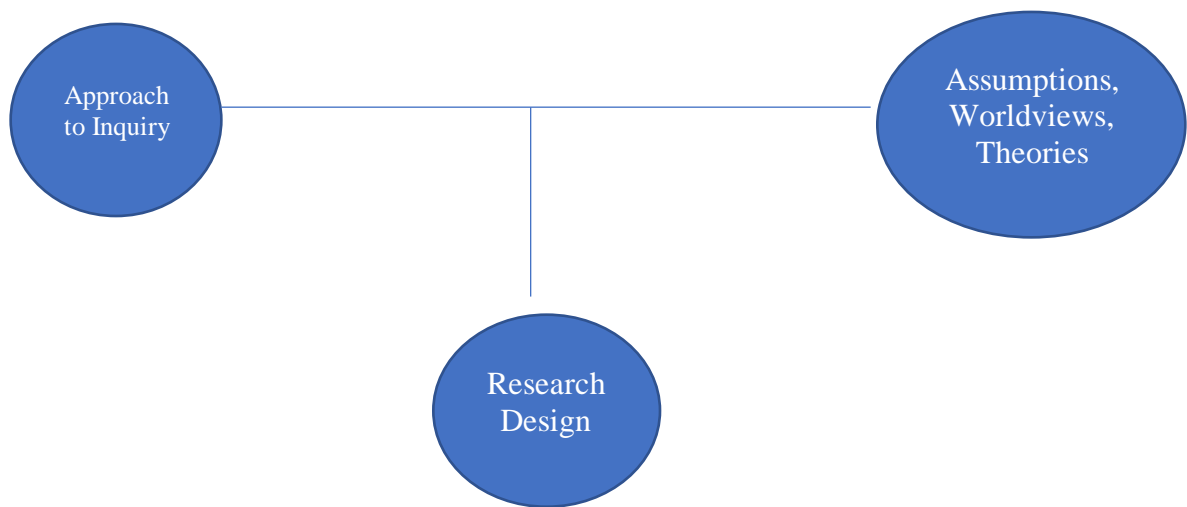 Approach
to Inquiry
Assumptions,
Worldviews,
Theories
Research
Design